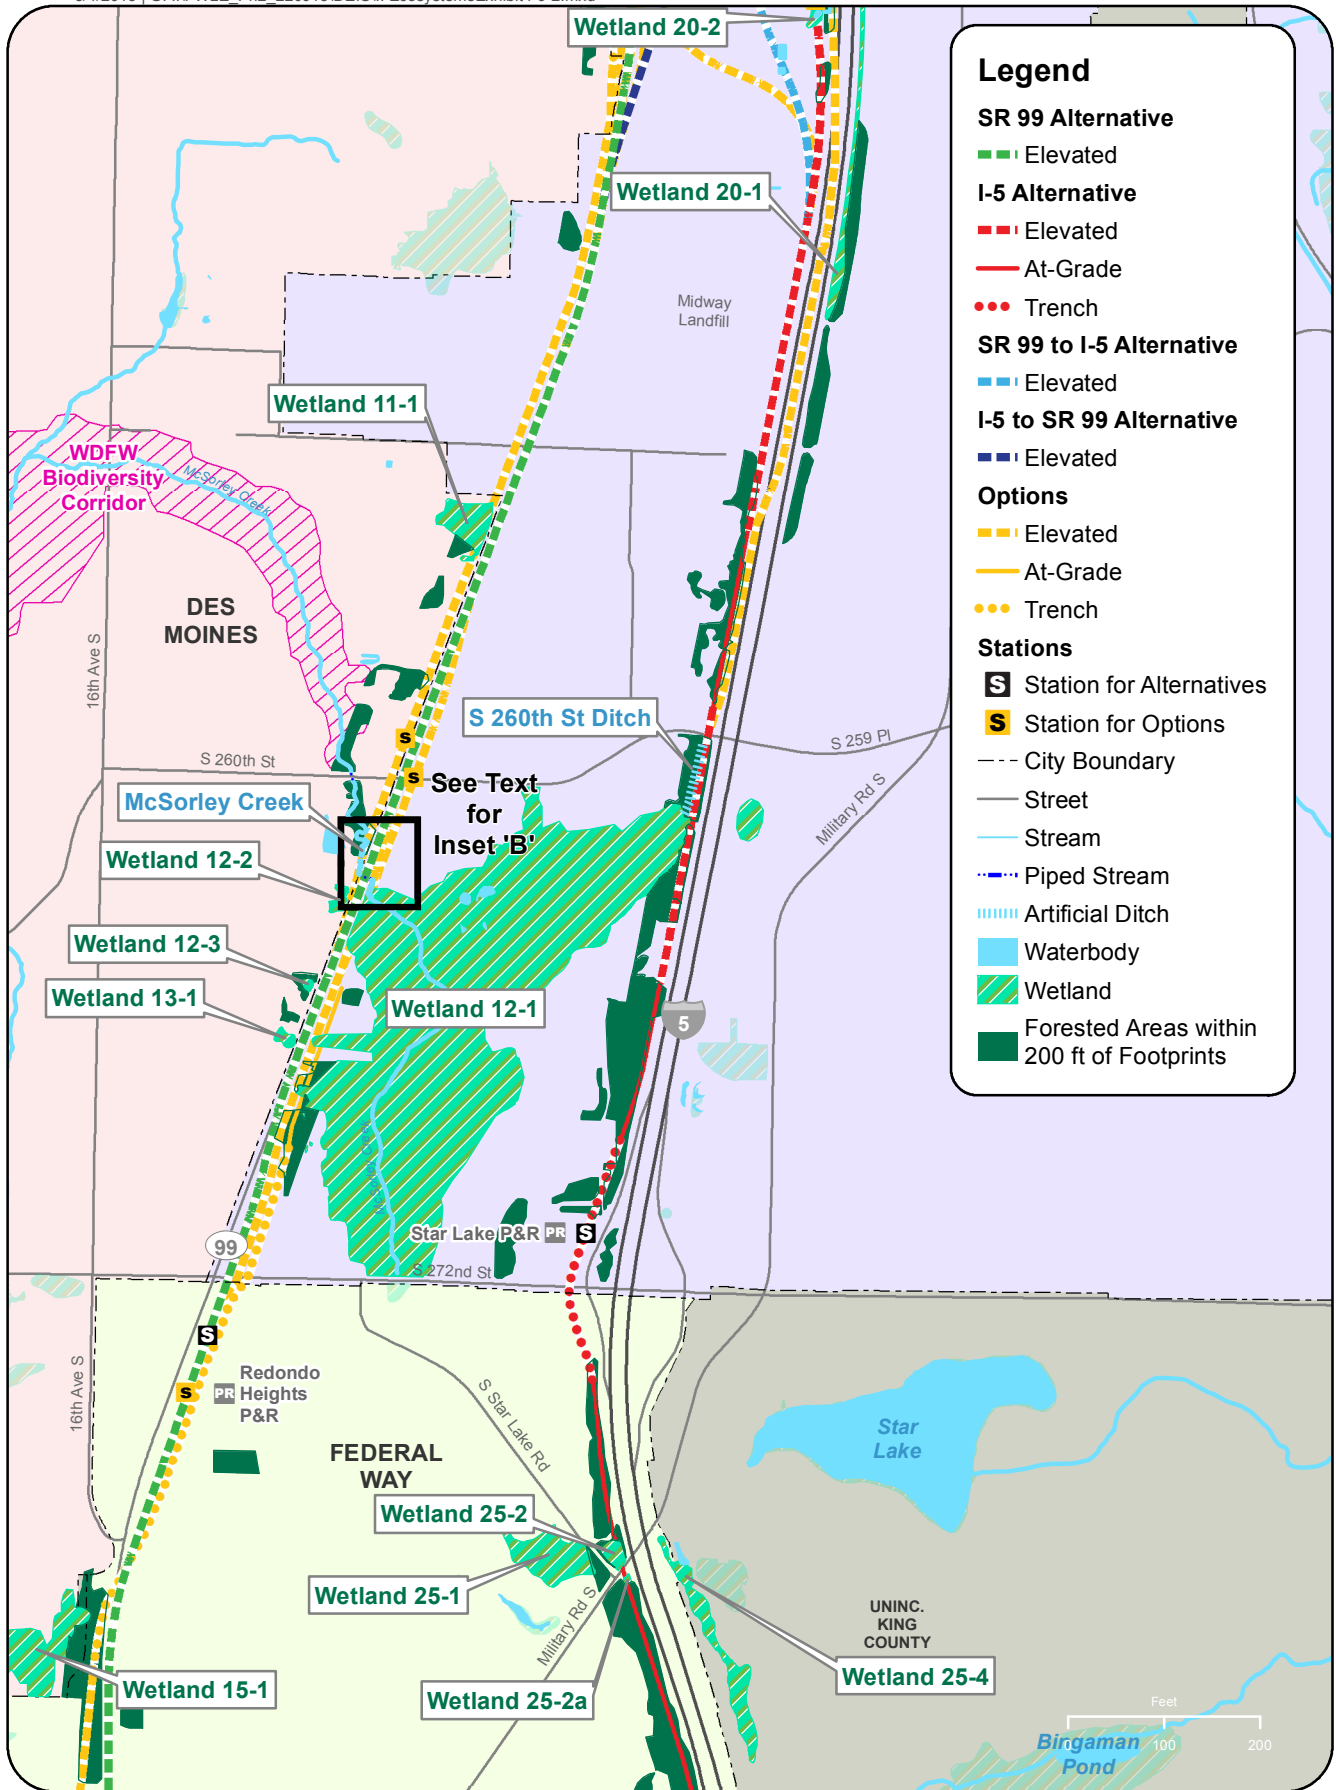 Wetland 20-2
Wetland 20-1
Midway
Landfill
Wetland 11-1
WDFW
Biodiversity
Corridor
McSorley Creek
DES
MOINES
16th Ave S
S 260th St Ditch
S 259 Pl
S 260th St
Military Rd S
McSorley Creek
See Text
for
Inset 'B'
Wetland 12-2
Wetland 12-3
Wetland 13-1
Wetland 12-1
5
McSorley Creek
Star Lake P&R PR S
99
S 272nd St
S
S
S
S PR
Redondo
Heights
P&R
16th Ave S
S Star Lake Rd
Star
Lake
FEDERAL
WAY
Wetland 25-2
Wetland 25-1
Military Rd S
UNINC.
KING
COUNTY
Wetland 25-4
Wetland 15-1
Wetland 25-2a
Feet
0 100 200
Bingaman
Pond
Legend
SR 99 Alternative
Elevated
I-5 Alternative
Elevated
At-Grade
Trench
SR 99 to I-5 Alternative
Elevated
I-5 to SR 99 Alternative
Elevated
Options
Elevated
At-Grade
Trench
Stations
S Station for Alternatives
S Station for Options
City Boundary
Street
Stream
Piped Stream
Artificial Ditch
Waterbody
Wetland
Forested Areas within
200 ft of Footprints